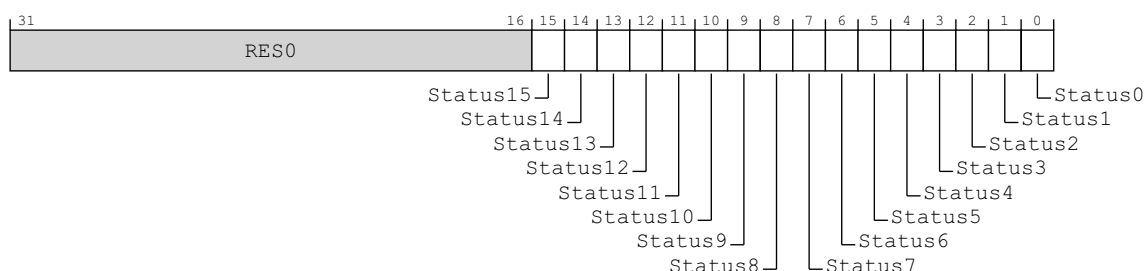 31 16 15 14 13 12 11 10 9 8 7 6 5 4 3 2 1 0
RES0
Status15 Status0
Status14 Status1
Status13 Status2
Status12 Status3
Status11 Status4
Status10 Status5
Status9 Status6
Status8 Status7